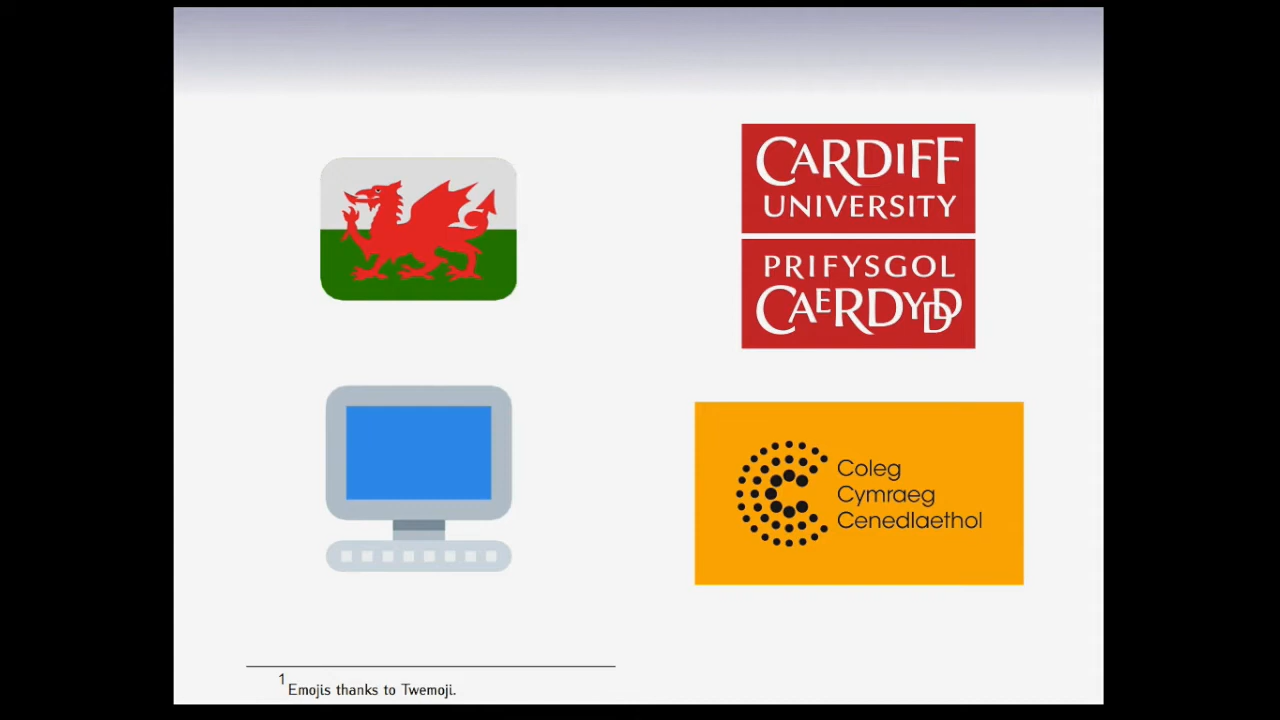 CARDIFF
UNIVERSITY
PRIFYSGOL
CAERDYDD
Coleg
Cymraeg
Cenedlaethol
1 Emojis thanks to Twemoji.